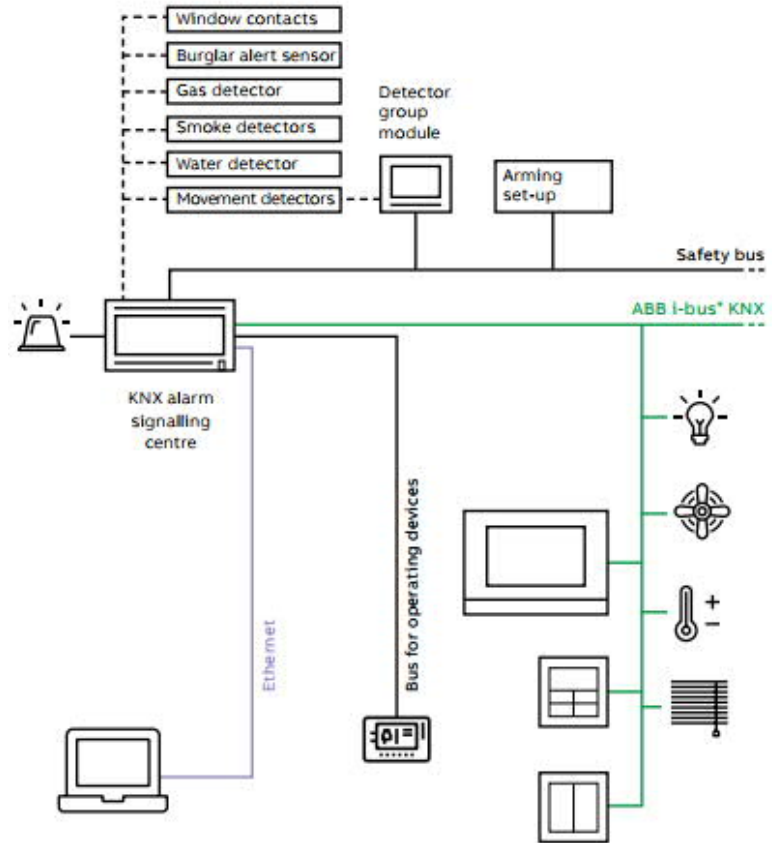 Window contacts
Burglar alert sensor
Gas detector
Smoke detectors
Water detector
Movement detectors
Detector
group
module
Arming
set-up
Safety bus
ABB i-bus® KNX
KNX alarm
signalling
centre
Ethernet
Bus for operating devices